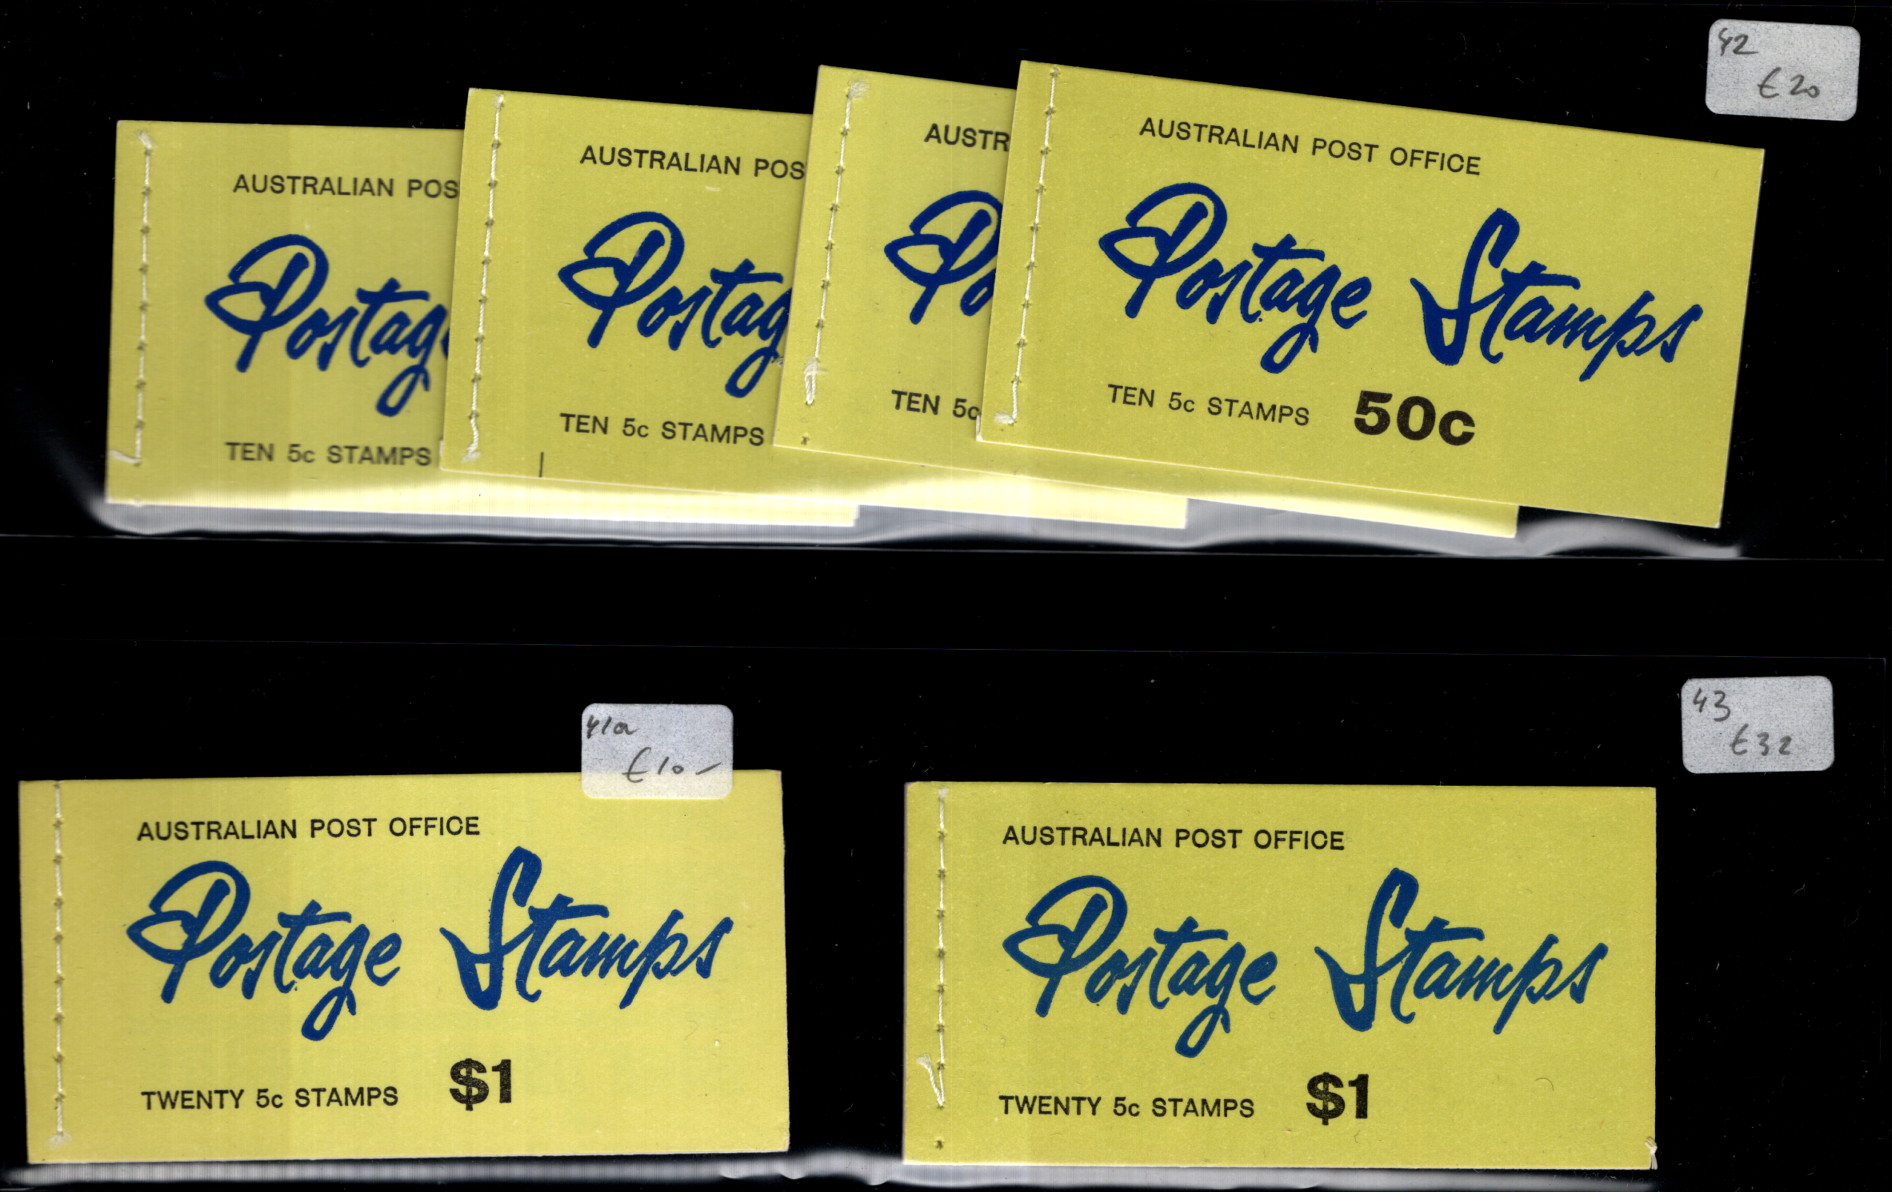 42
€20
AUSTRALIAN POS
Postag
TEN 5c STAMPS
AUSTRALIAN POS
Postag
TEN 5c STAMPS
AUSTR
Po
TEN 5c
AUSTRALIAN POST OFFICE
Postage Stamps
TEN 5c STAMPS 50c
41a
€10-
AUSTRALIAN POST OFFICE
Postage Stamps
TWENTY 5c STAMPS $1
43
€32
AUSTRALIAN POST OFFICE
Postage Stamps
TWENTY 5c STAMPS $1